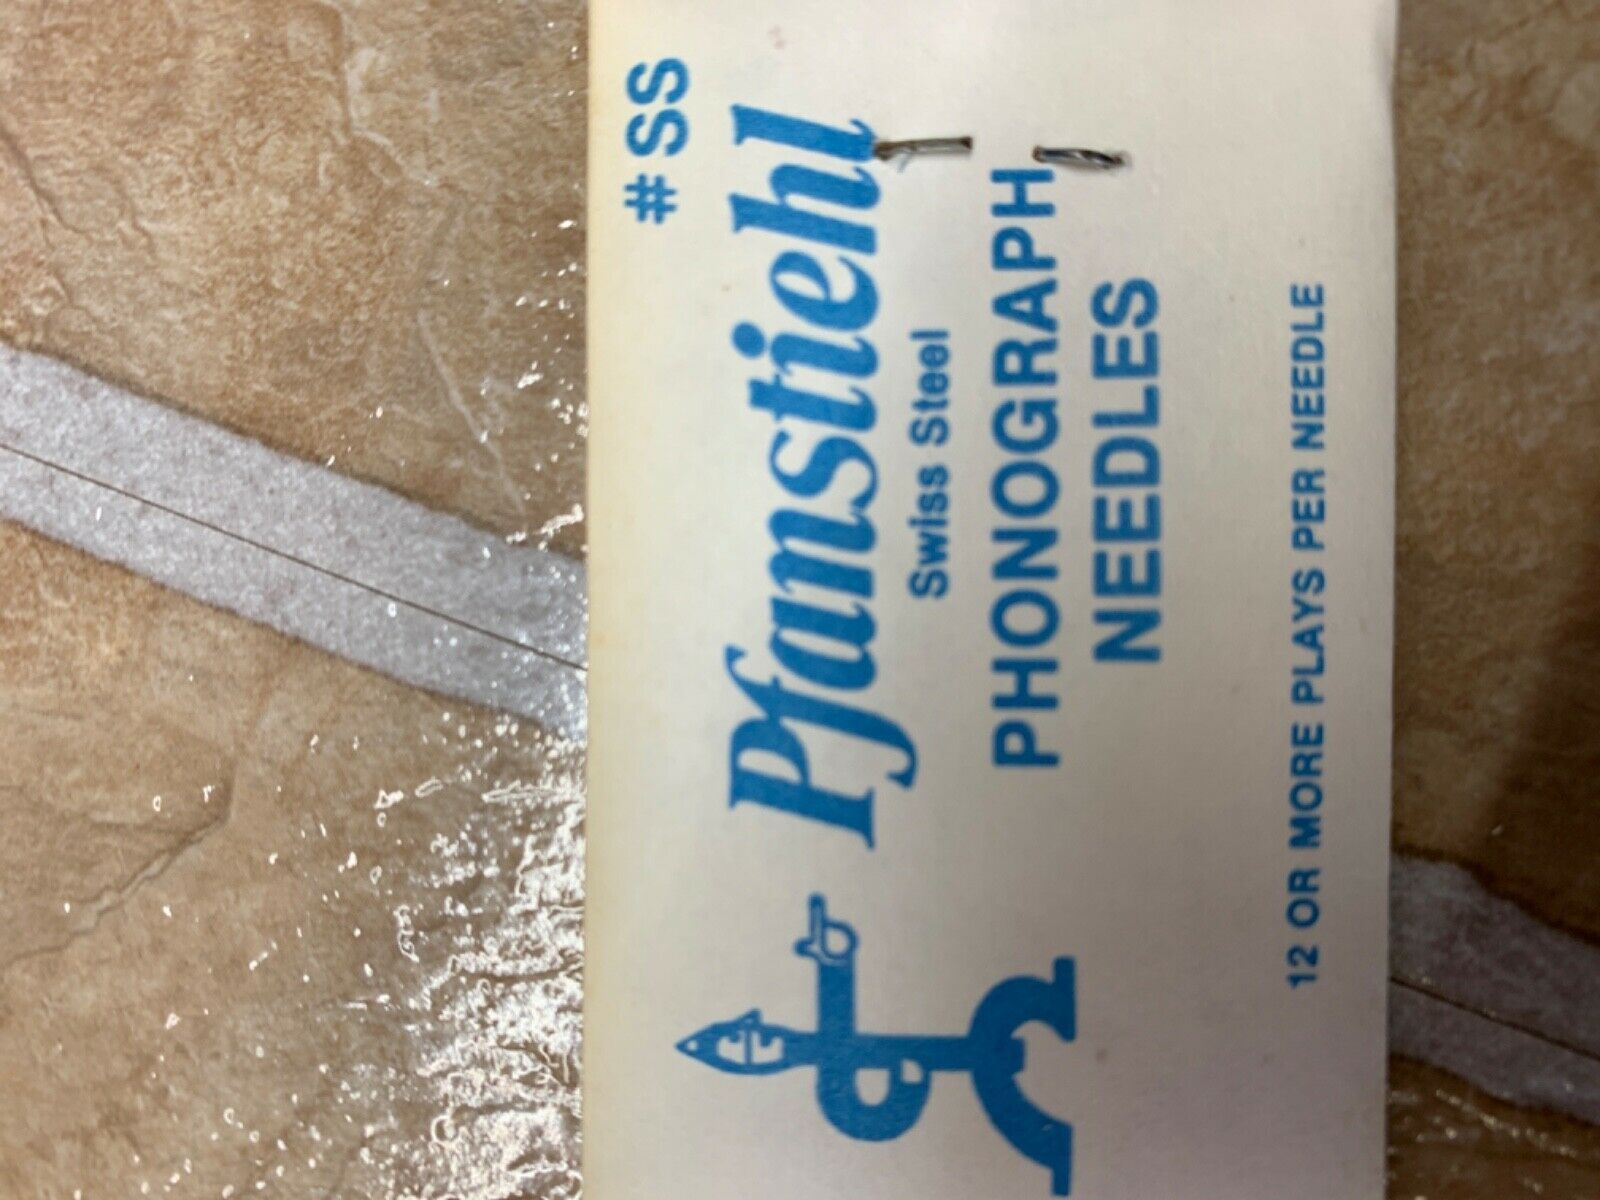 # SS
Pfanstiehl
Swiss Steel
PHONOGRAPH
NEEDLES
12 OR MORE PLAYS PER NEEDLE